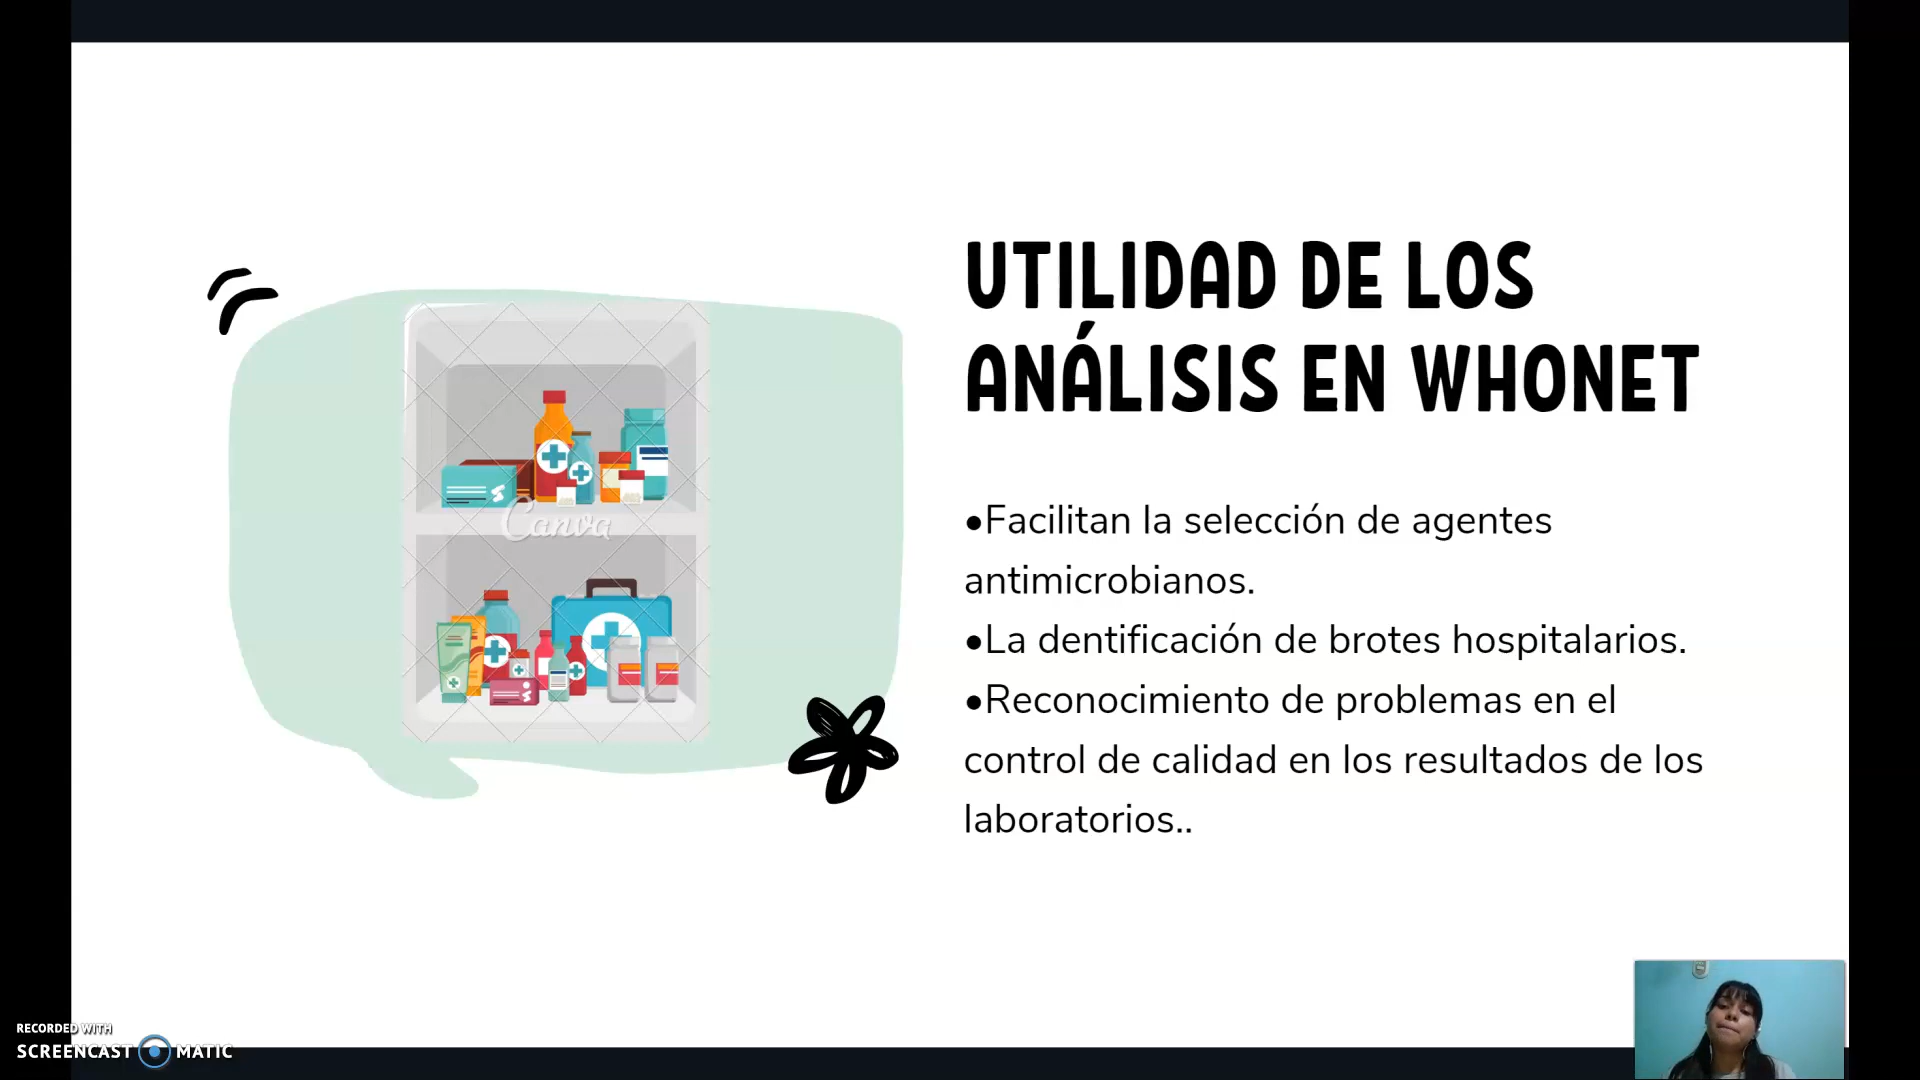 UTILIDAD DE LOS
ANÁLISIS EN WHONET
•Facilitan la selección de agentes
antimicrobianos.
•La dentificación de brotes hospitalarios.
•Reconocimiento de problemas en el
control de calidad en los resultados de los
laboratorios..
Canva
RECORDED WITH
SCREENCAST MATIC